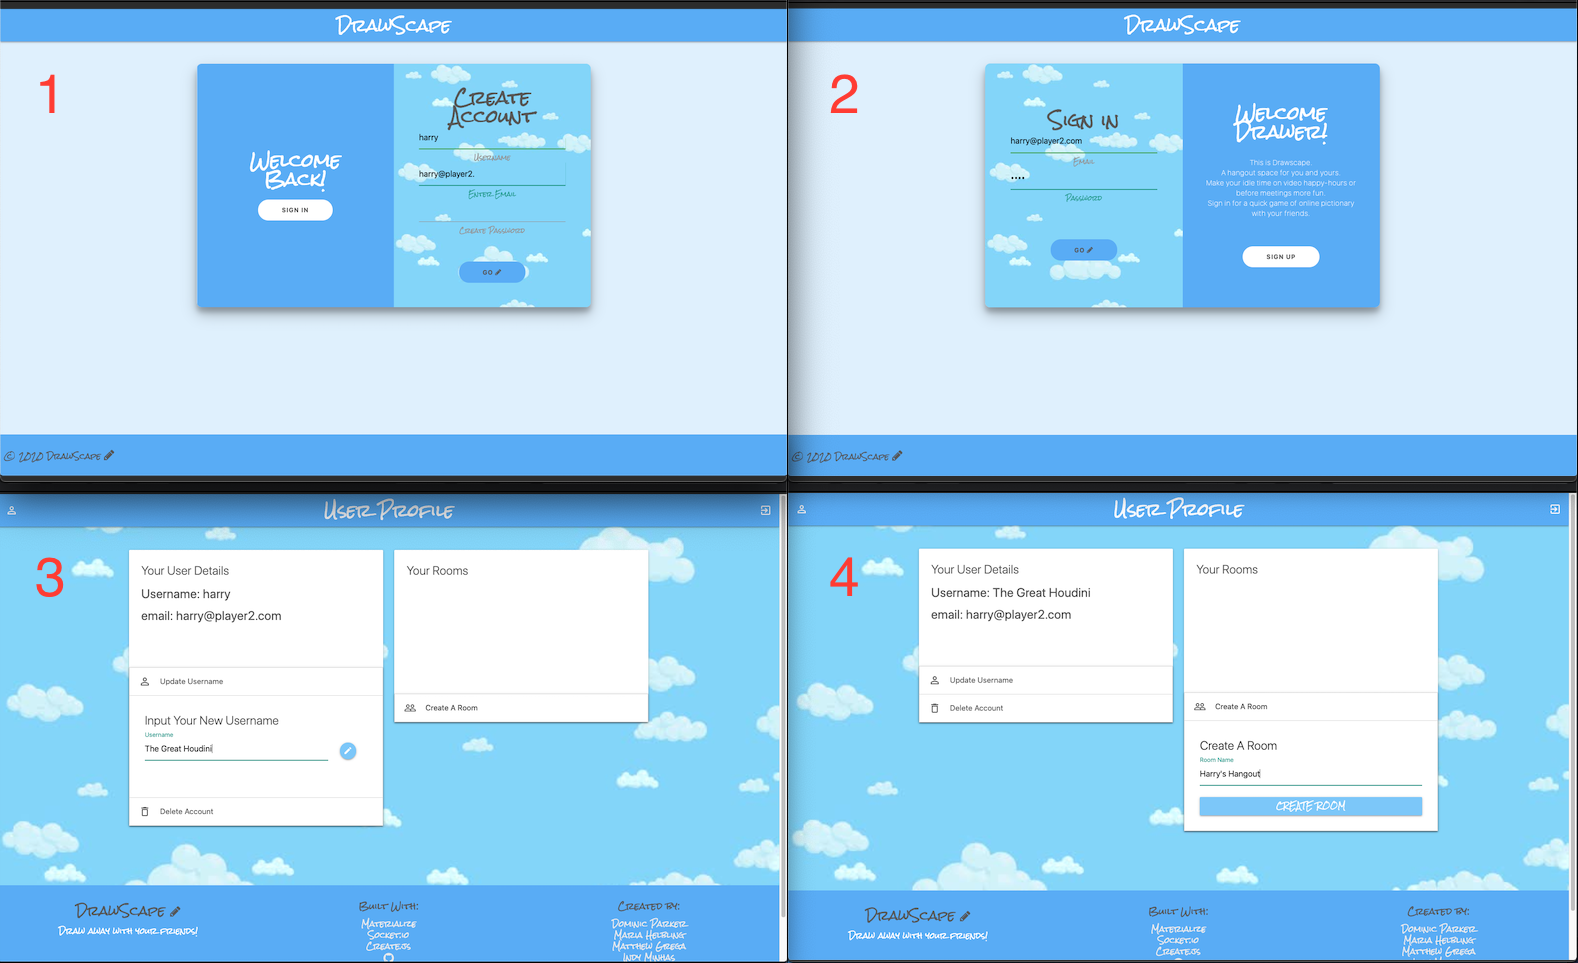 DrawScape
1
Welcome
Back!
SIGN IN
Create
Account
harry
Username
harry@player2.
Enter Email
Create Password
GO
© 2020 DrawScape
DrawScape
2
Sign in
harry@player2.com
Email
••••
Password
GO
Welcome
Drawer!
This is Drawscape.
A hangout space for you and yours.
Make your idle time on video happy-hours or
before meetings more fun.
Sign in for a quick game of online pictionary
with your friends.
SIGN UP
© 2020 DrawScape
User Profile
3
Your User Details
Username: harry
email: harry@player2.com
Update Username
Input Your New Username
Username
The Great Houdini
Delete Account
Your Rooms
Create A Room
DrawScape
Draw away with your friends!
Built With:
Materialize
Socket.io
Createjs
Created by:
Dominic Parker
Maria Helbling
Matthew Grega
Indy Minhas
User Profile
4
Your User Details
Username: The Great Houdini
email: harry@player2.com
Update Username
Delete Account
Your Rooms
Create A Room
Create A Room
Room Name
Harry's Hangout
CREATE ROOM
DrawScape
Draw away with your friends!
Built With:
Materialize
Socket.io
Createjs
Created by:
Dominic Parker
Maria Helbling
Matthew Grega